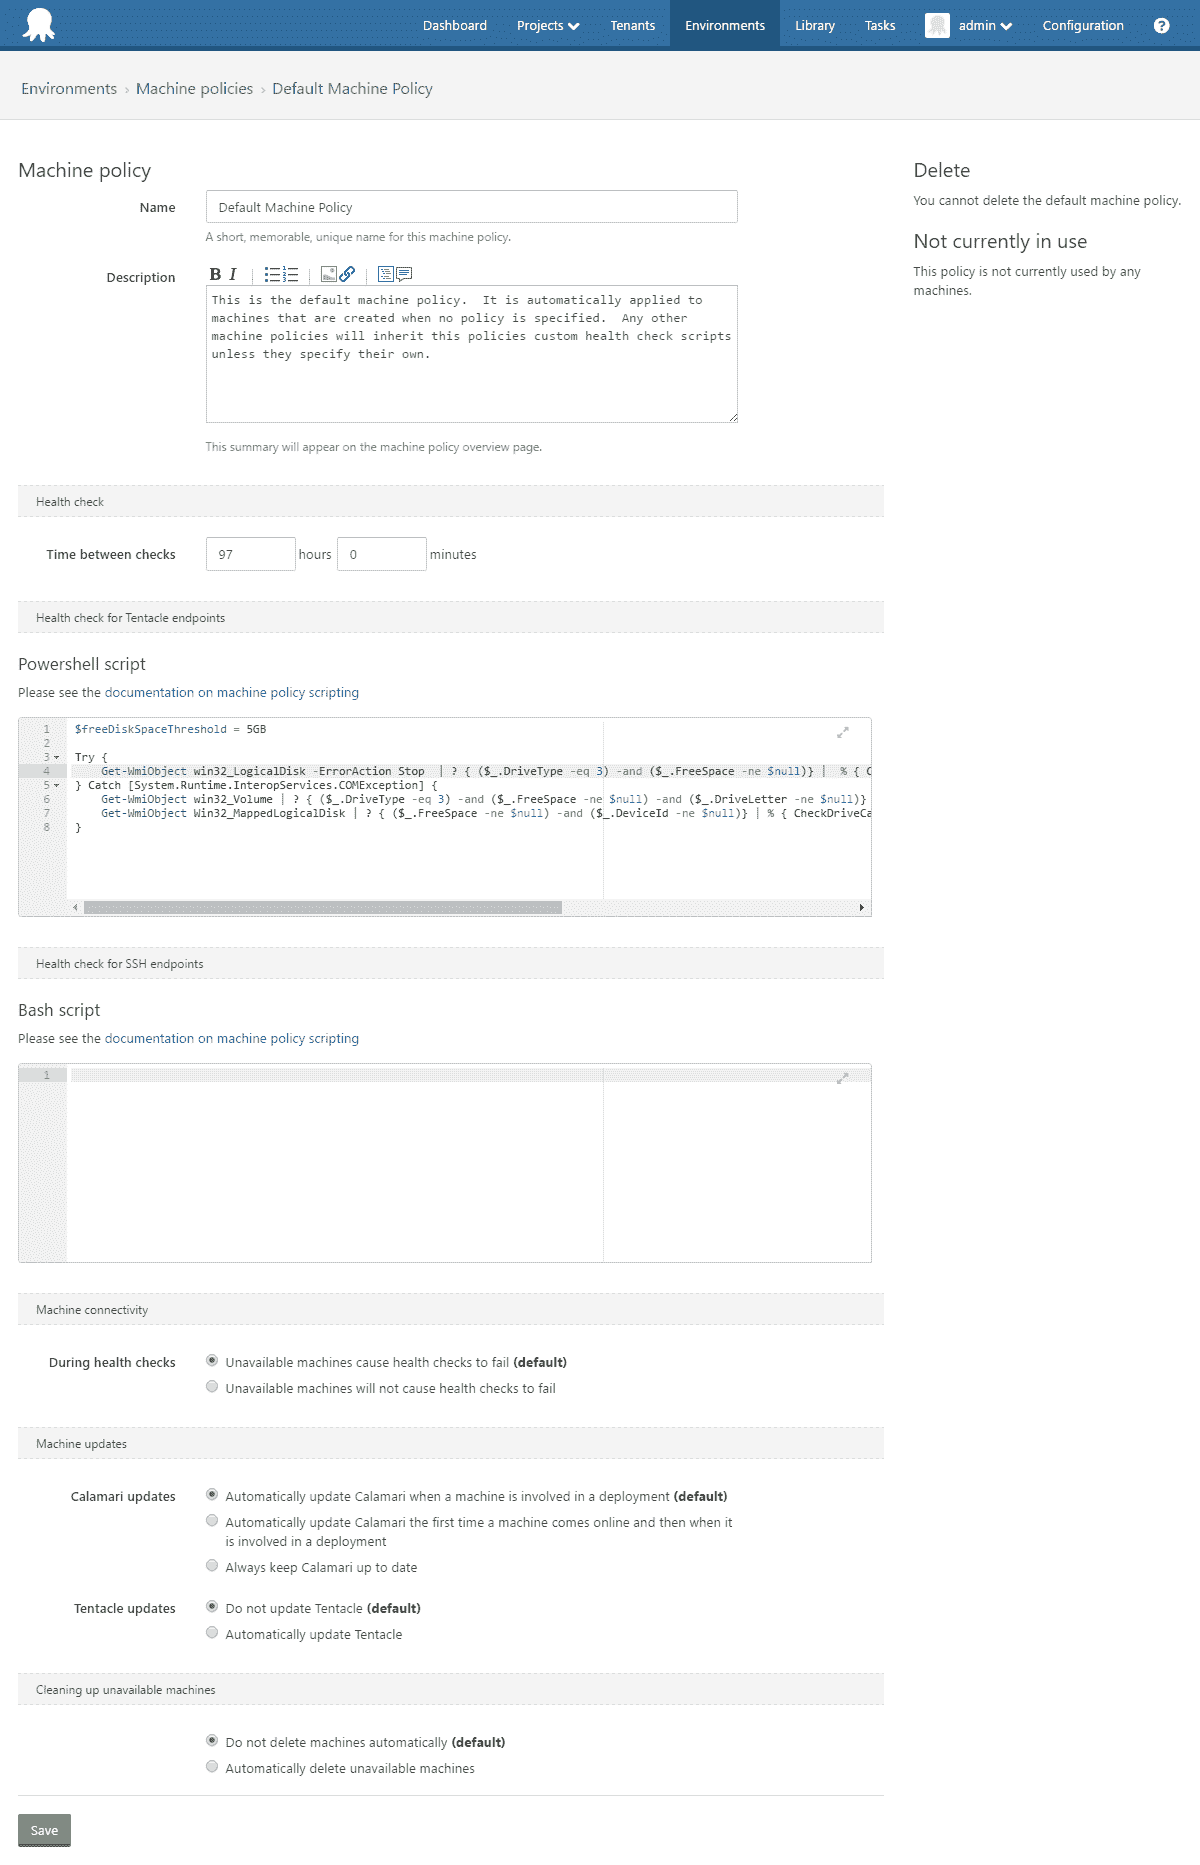 Dashboard Projects Tenants Environments Library Tasks admin Configuration ?
Environments › Machine policies › Default Machine Policy
Machine policy
Name
Default Machine Policy
A short, memorable, unique name for this machine policy.
Description
B I
This is the default machine policy.  It is automatically applied to
machines that are created when no policy is specified.  Any other
machine policies will inherit this policies custom health check scripts
unless they specify their own.
This summary will appear on the machine policy overview page.
Delete
You cannot delete the default machine policy.
Not currently in use
This policy is not currently used by any
machines.
Health check
Time between checks 97 hours 0 minutes
Health check for Tentacle endpoints
Powershell script
Please see the documentation on machine policy scripting
1 $freeDiskSpaceThreshold = 5GB
2
3 Try {
4     Get-WmiObject win32_LogicalDisk -ErrorAction Stop  | ? { ($_.DriveType -eq 3) -and ($_.FreeSpace -ne $null)} |  % { C
5 } Catch [System.Runtime.InteropServices.COMException] {
6     Get-WmiObject win32_Volume | ? { ($_.DriveType -eq 3) -and ($_.FreeSpace -ne $null) -and ($_.DriveLetter -ne $null)}
7     Get-WmiObject Win32_MappedLogicalDisk | ? { ($_.FreeSpace -ne $null) -and ($_.DeviceId -ne $null)} | % { CheckDriveCa
8 }
Health check for SSH endpoints
Bash script
Please see the documentation on machine policy scripting
1
Machine connectivity
During health checks
Unavailable machines cause health checks to fail (default)
Unavailable machines will not cause health checks to fail
Machine updates
Calamari updates
Automatically update Calamari when a machine is involved in a deployment (default)
Automatically update Calamari the first time a machine comes online and then when it
is involved in a deployment
Always keep Calamari up to date
Tentacle updates
Do not update Tentacle (default)
Automatically update Tentacle
Cleaning up unavailable machines
Do not delete machines automatically (default)
Automatically delete unavailable machines
Save